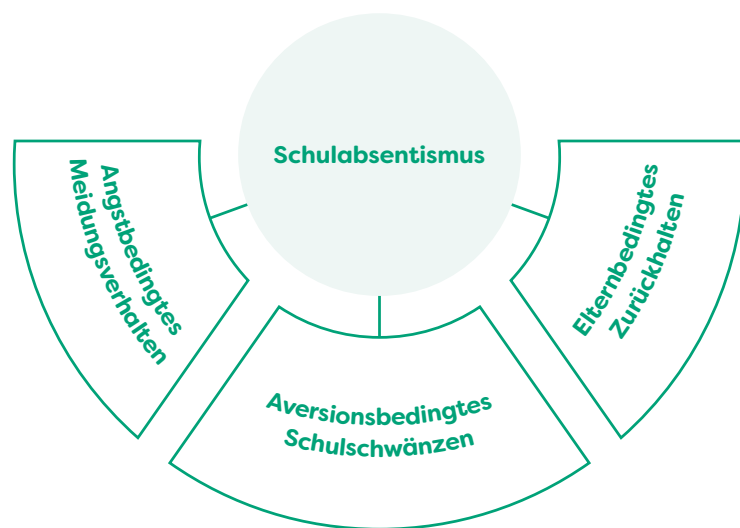 Schulabsentismus
Angstbedingtes
Meidungsverhalten
Aversionsbedingtes
Schulschwänzen
Elternbedingtes
Zurückhalten